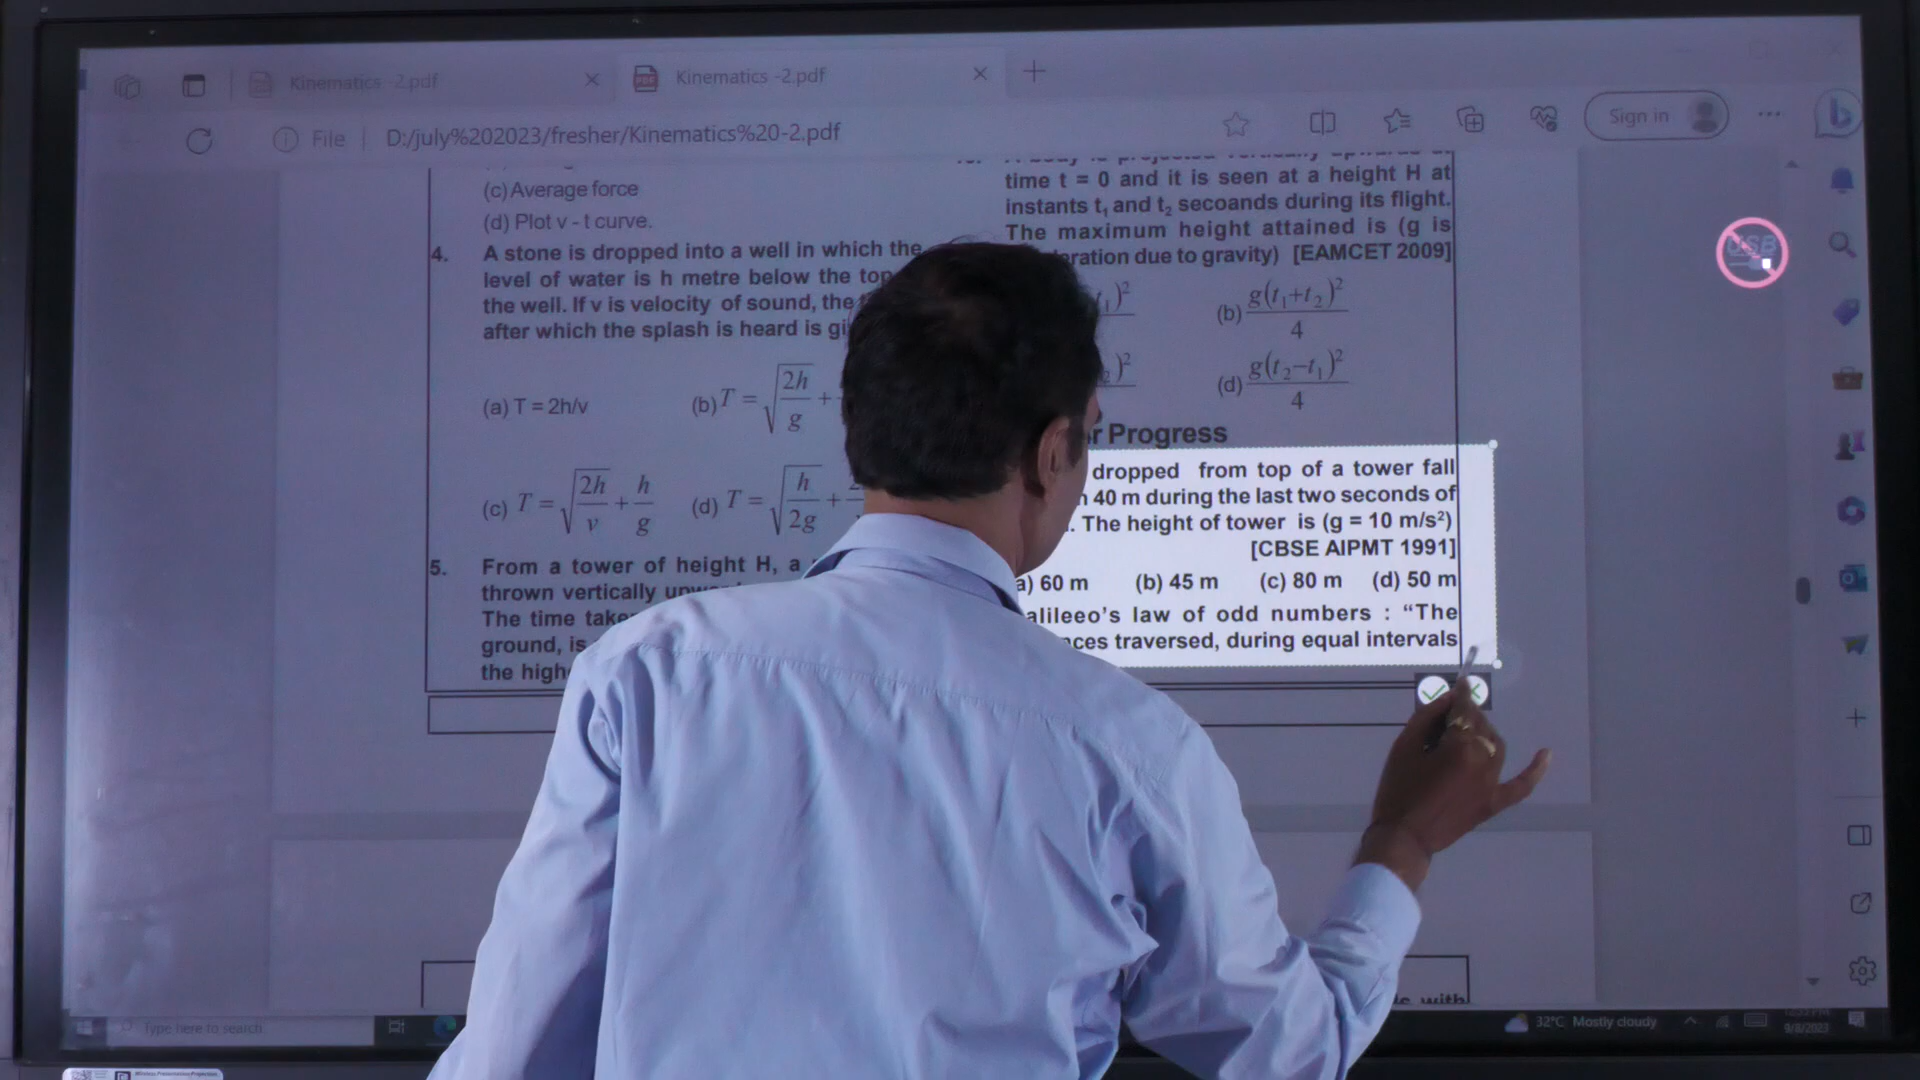 Kinematics -2.pdf
Kinematics -2.pdf
File
D:/july%202023/fresher/Kinematics%20-2.pdf
Sign in
(c) Average force
(d) Plot v - t curve.
4. A stone is dropped into a well in which the
level of water is h metre below the top
the well. If v is velocity of sound, the
after which the splash is heard is
(a) T = 2h/v
(b) T = √(2h/g) +
(c) T = √(2h/v) + h/g
(d) T = √(h/2g) +
5. From a tower of height H, a
thrown vertically
The time
ground, is
the
time t = 0 and it is seen at a height H at
instants t₁ and t₂ secoands during its flight.
The maximum height attained is (g is
due to gravity) [EAMCET 2009]
(b) g(t₁+t₂)²/4
(d) g(t₂−t₁)²/4
Progress
dropped from top of a tower fall
40 m during the last two seconds of
. The height of tower is (g = 10 m/s²)
[CBSE AIPMT 1991]
a) 60 m (b) 45 m (c) 80 m (d) 50 m
law of odd numbers : “The
traversed, during equal intervals
with
Type here to search
32°C Mostly cloudy
9/8/2023
USB